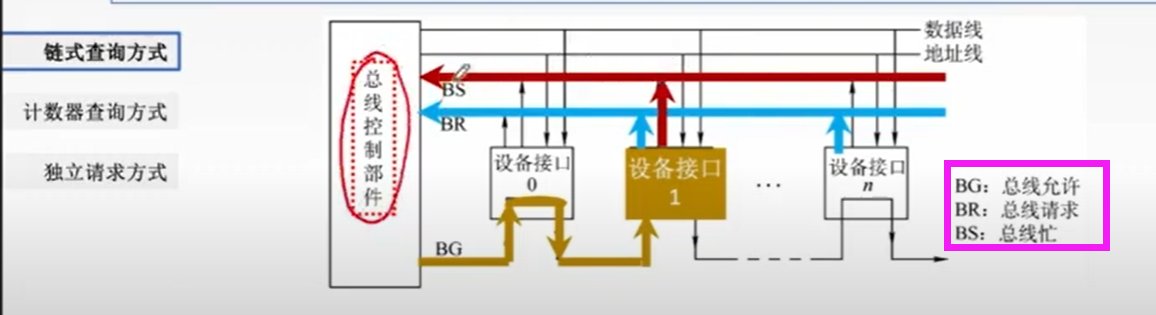 链式查询方式
计数器查询方式
独立请求方式
总线控制部件
数据线
地址线
BS
BR
设备接口
0
设备接口
1
...
设备接口
n
BG
BG：总线允许
BR：总线请求
BS：总线忙